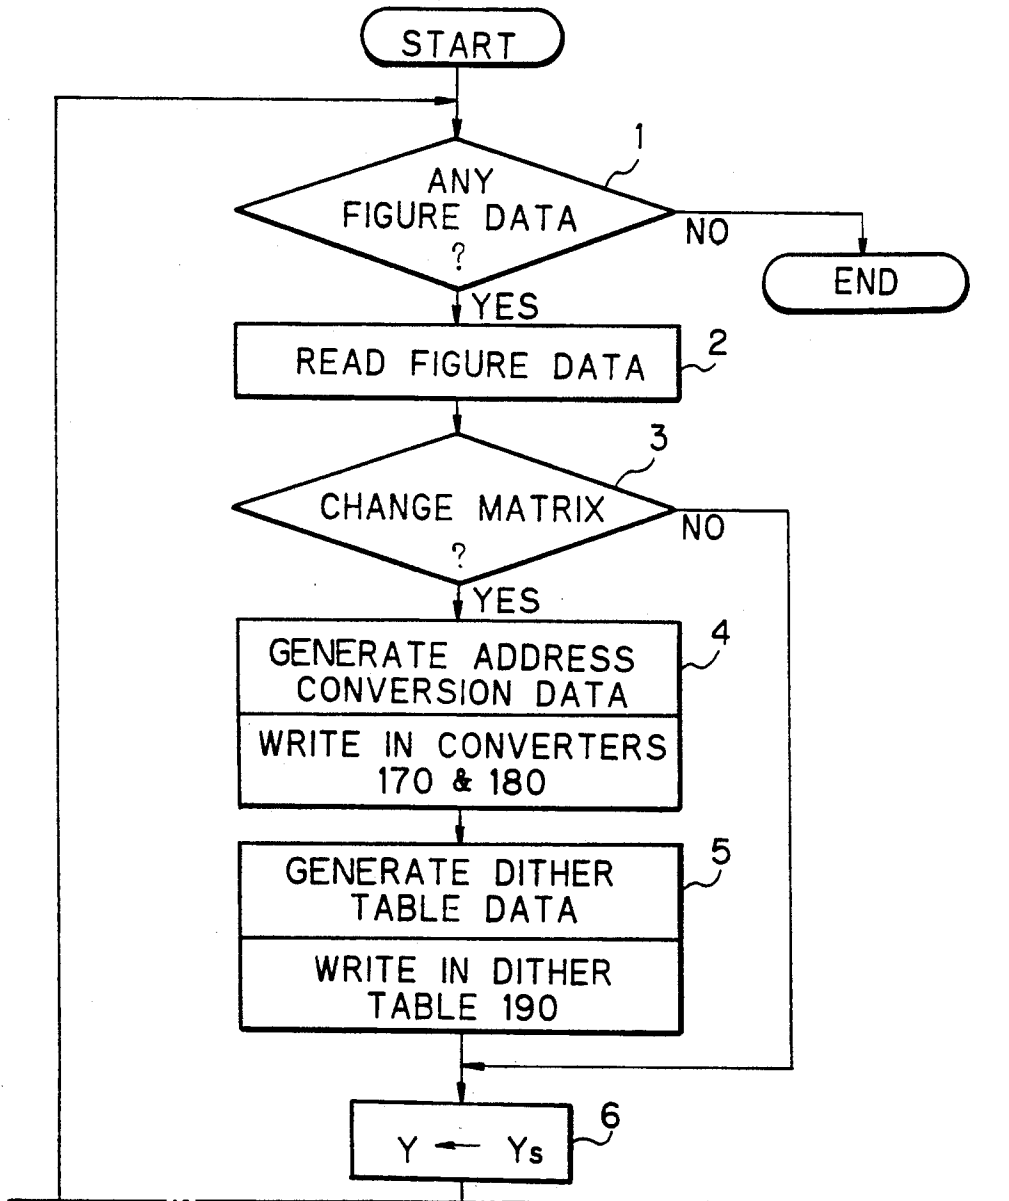 START
1
ANY
FIGURE DATA
?
NO
END
YES
READ FIGURE DATA
2
3
CHANGE MATRIX
?
NO
YES
4
GENERATE ADDRESS
CONVERSION DATA
WRITE IN CONVERTERS
170 & 180
5
GENERATE DITHER
TABLE DATA
WRITE IN DITHER
TABLE 190
6
Y ← Ys